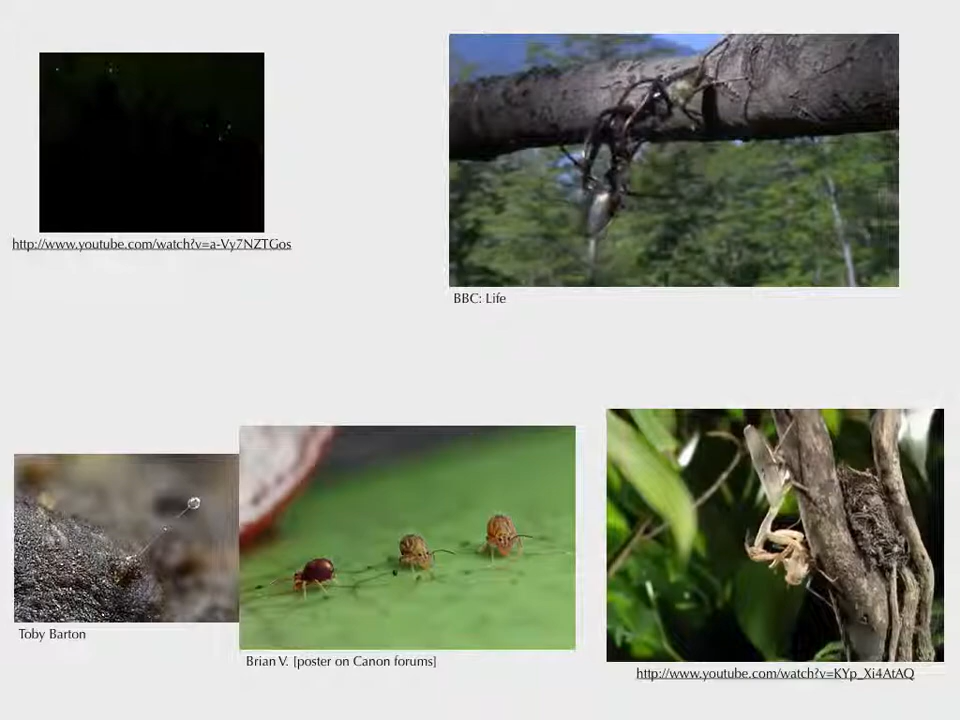 http://www.youtube.com/watch?v=a-Vy7NZTGos
BBC: Life
Toby Barton
Brian V. [poster on Canon forums]
http://www.youtube.com/watch?v=KYp_Xi4AtAQ